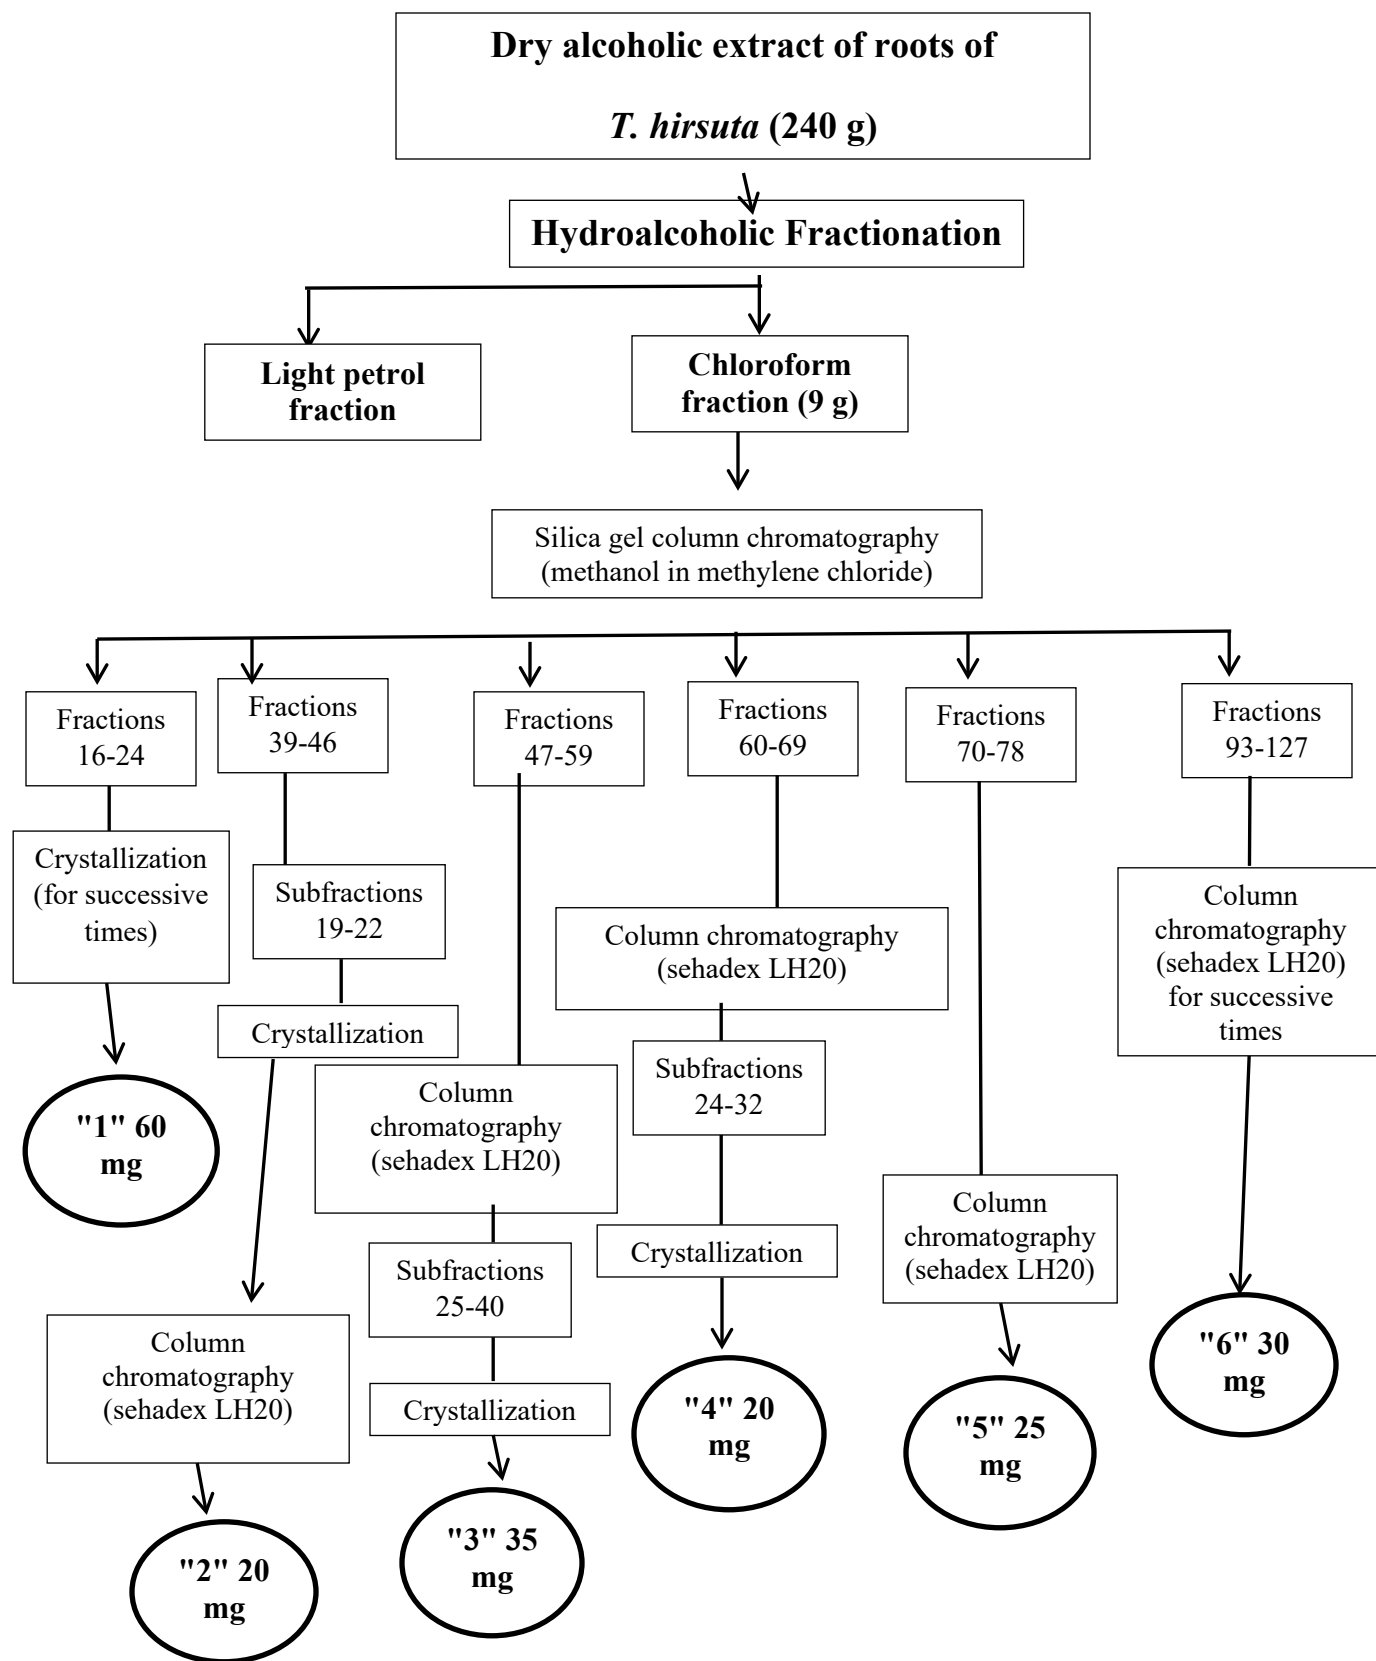 Dry alcoholic extract of roots of
T. hirsuta (240 g)
Hydroalcoholic Fractionation
Light petrol
fraction
Chloroform
fraction (9 g)
Silica gel column chromatography
(methanol in methylene chloride)
Fractions
16-24
Fractions
39-46
Fractions
47-59
Fractions
60-69
Fractions
70-78
Fractions
93-127
Crystallization
(for successive
times)
Subfractions
19-22
Column chromatography
(sehadex LH20)
Column
chromatography
(sehadex LH20)
for successive
times
Crystallization
Column
chromatography
(sehadex LH20)
Subfractions
24-32
"1" 60
mg
Column
chromatography
(sehadex LH20)
Crystallization
Subfractions
25-40
Column
chromatography
(sehadex LH20)
"6" 30
mg
Crystallization
"4" 20
mg
"5" 25
mg
"3" 35
mg
"2" 20
mg